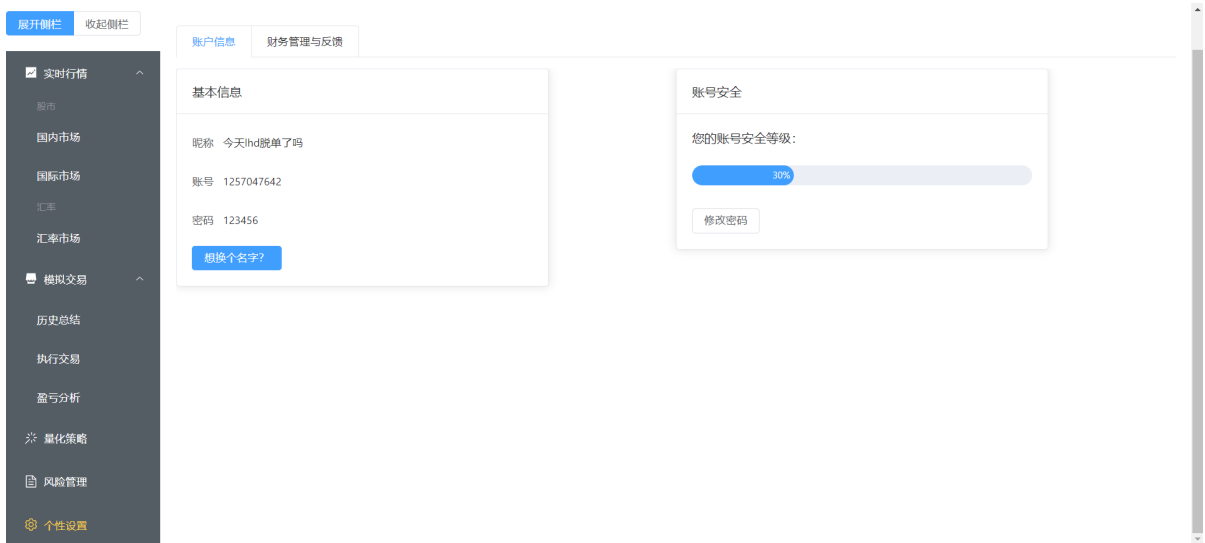 展开侧栏 收起侧栏
实时行情
股市
国内市场
国际市场
汇率
汇率市场
模拟交易
历史总结
执行交易
盈亏分析
量化策略
风险管理
个性设置
账户信息 财务管理与反馈
基本信息
昵称 今天lhd脱单了吗
账号 1257047642
密码 123456
想换个名字?
账号安全
您的账号安全等级:
30%
修改密码